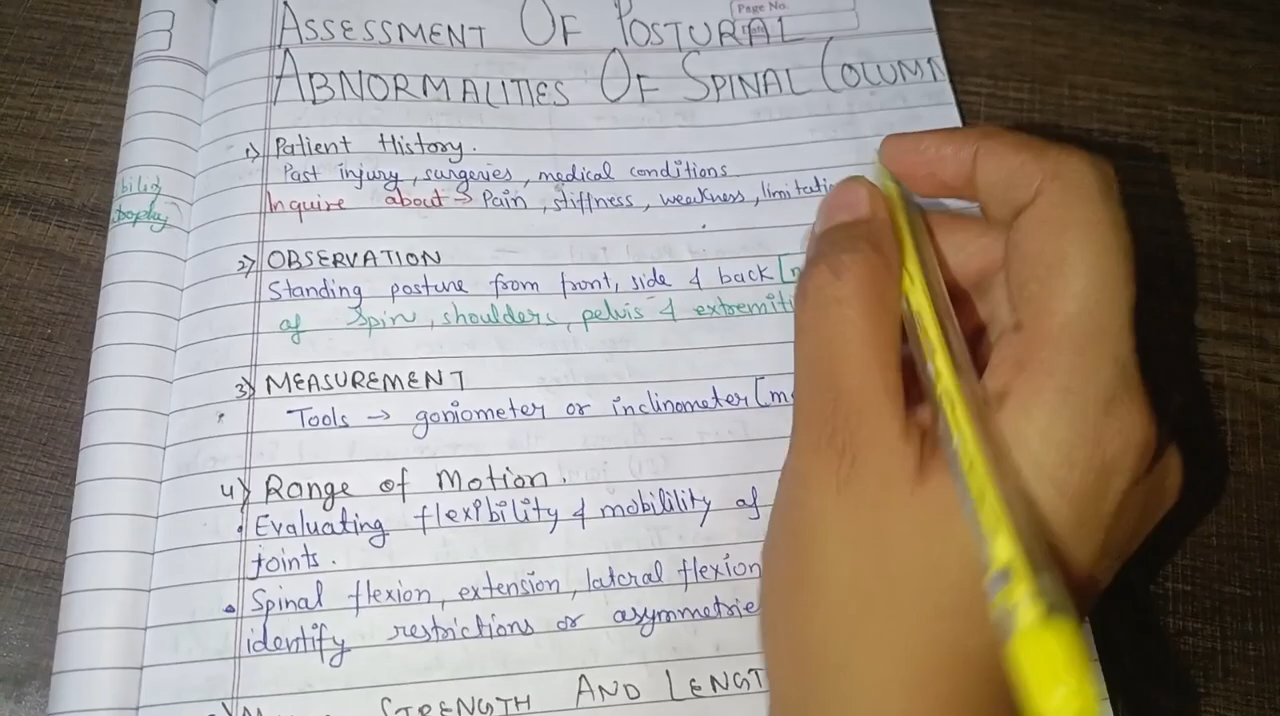 Page No.
ASSESSMENT OF POSTURAL
ABNORMALITIES OF SPINAL COLUMN
1) Patient History.
Past injury, surgeries, medical conditions
Inquire about → Pain, stiffness, weakness, limitatio
2) OBSERVATION
Standing posture from front, side & back [
of Spin, shoulders, pelvis & extremiti
3) MEASUREMENT
Tools → goniometer or inclinometer [m
4) Range of Motion.
• Evaluating flexibility & mobilility of
joints.
• Spinal flexion, extension, lateral flexion
identify restrictions or asymmetrie
STRENGTH AND LENGT